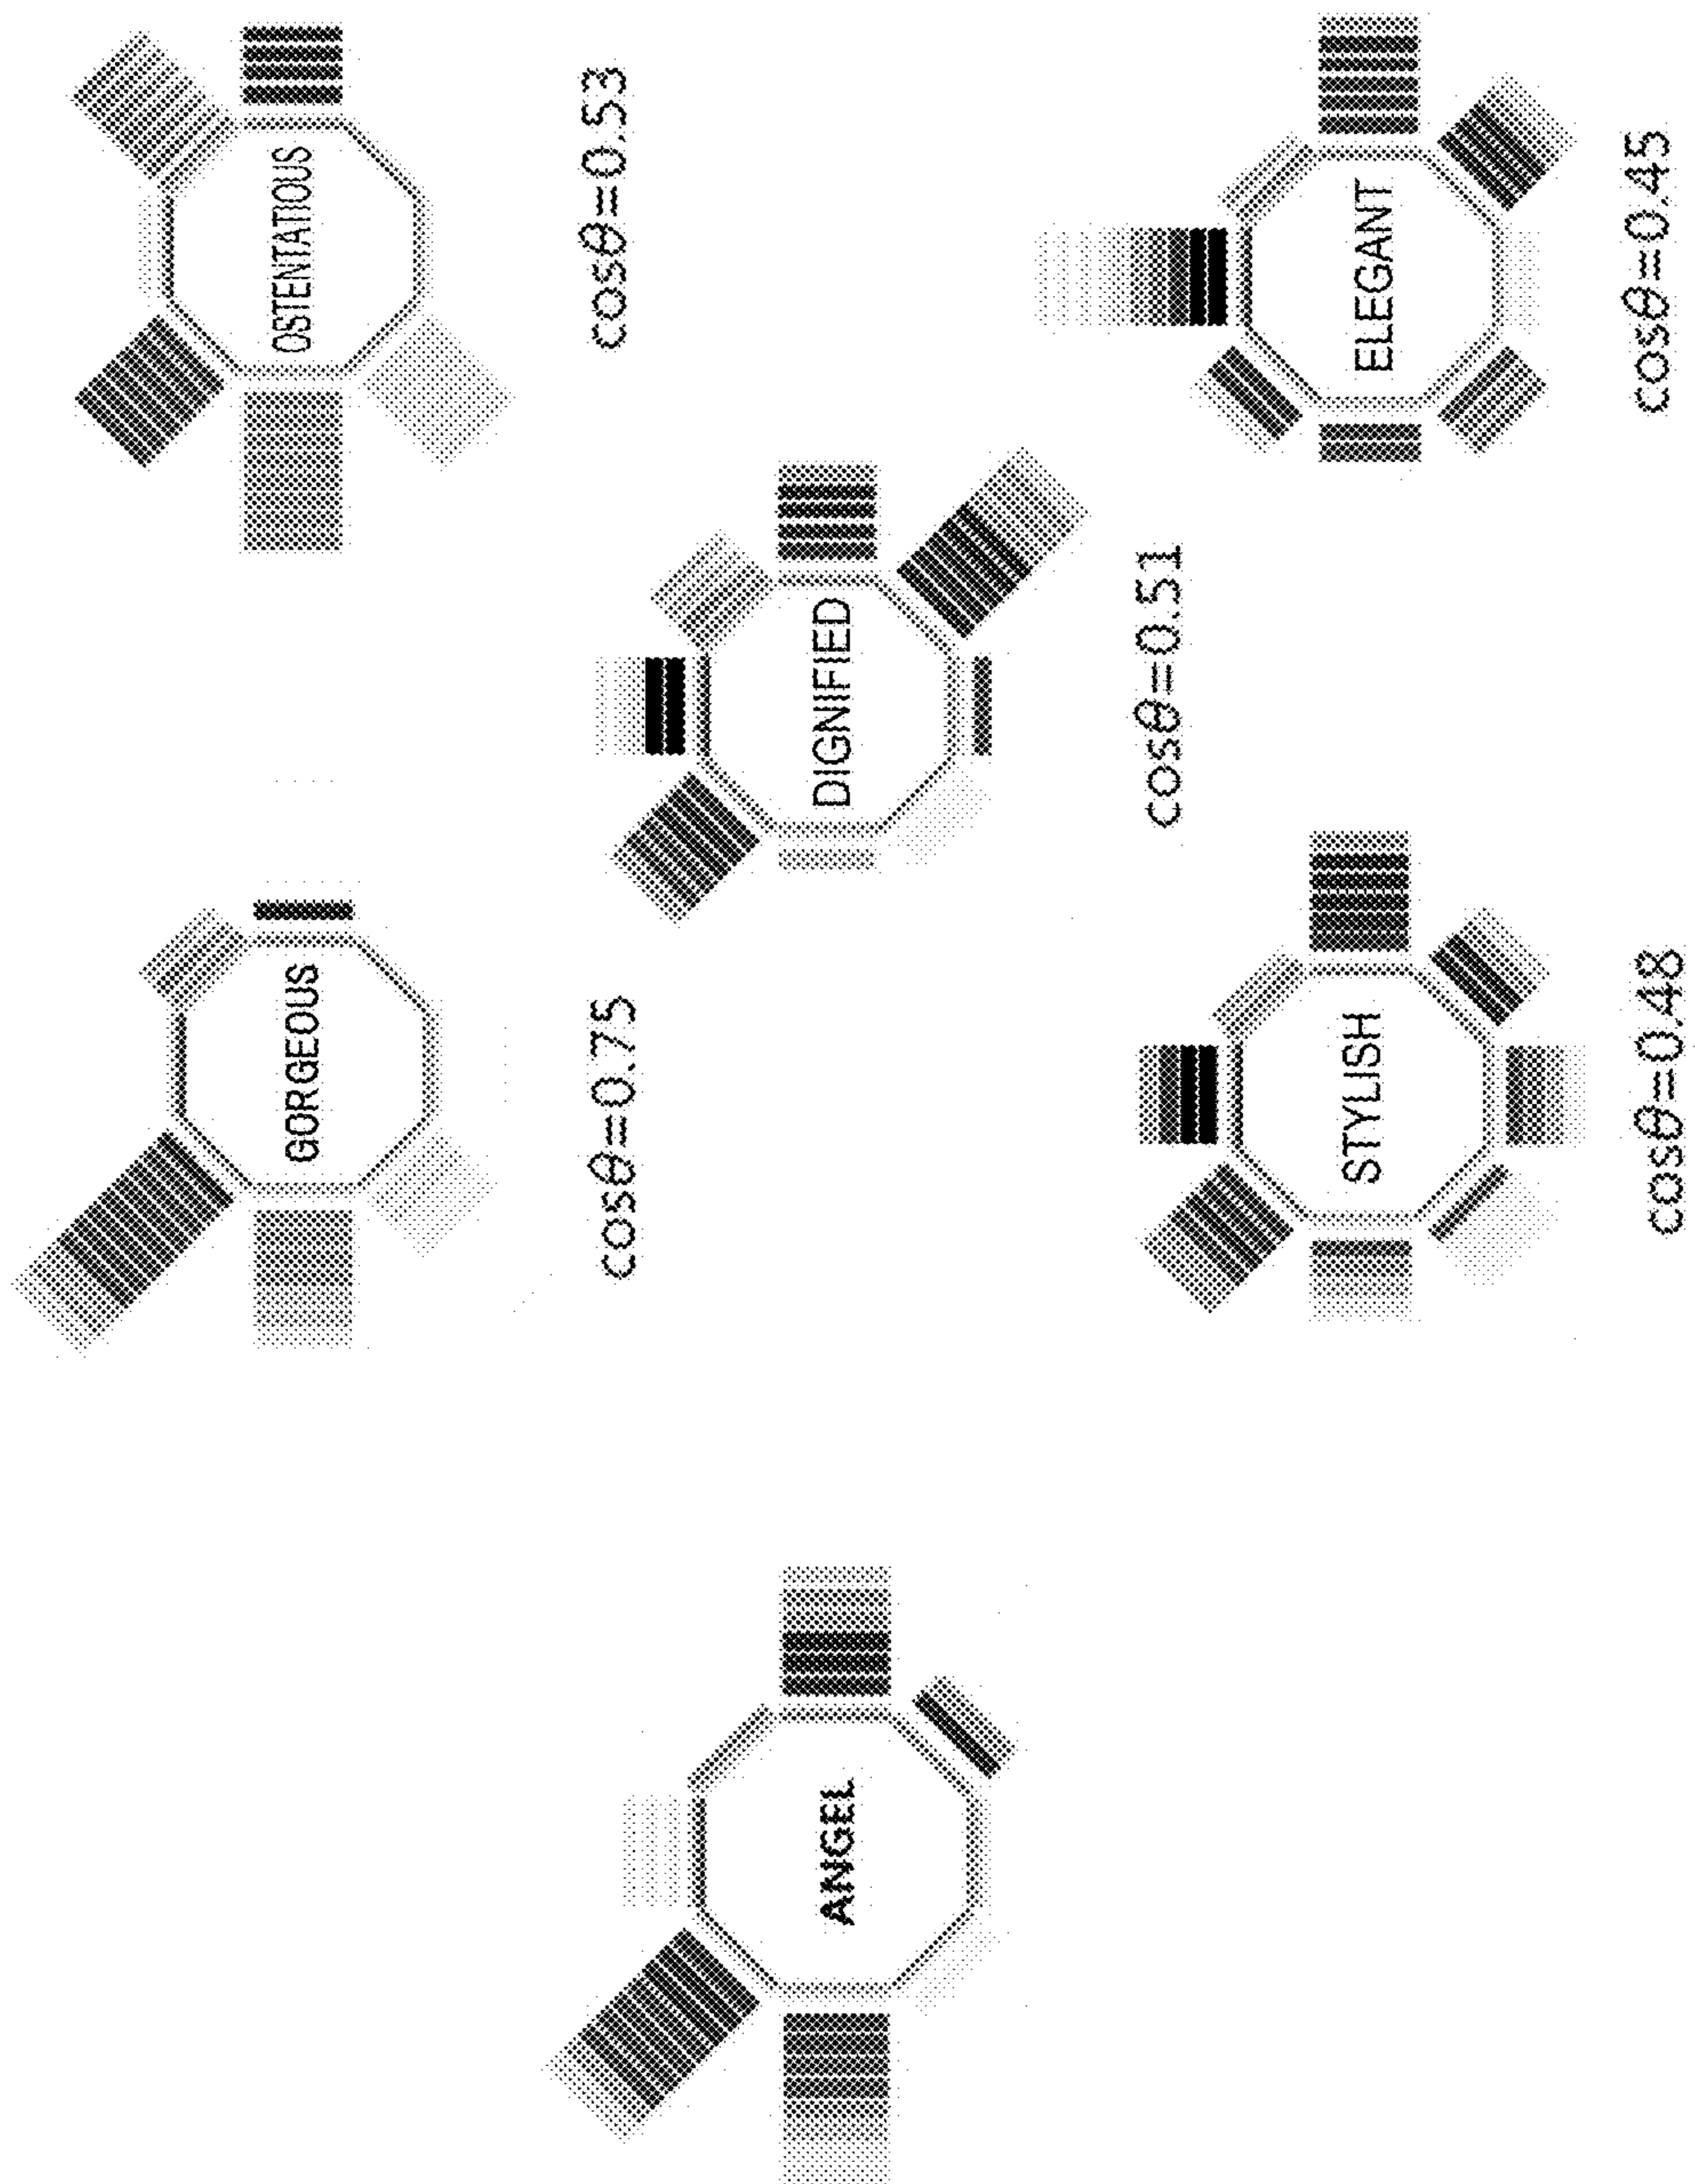 GORGEOUS
OSTENTATIOUS
cosθ=0.75
cosθ=0.53
ANGEL
DIGNIFIED
cosθ=0.51
STYLISH
ELEGANT
cosθ=0.48
cosθ=0.45